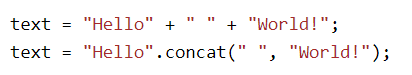 text = "Hello" + " " + "World!";
text = "Hello".concat(" ", "World!");